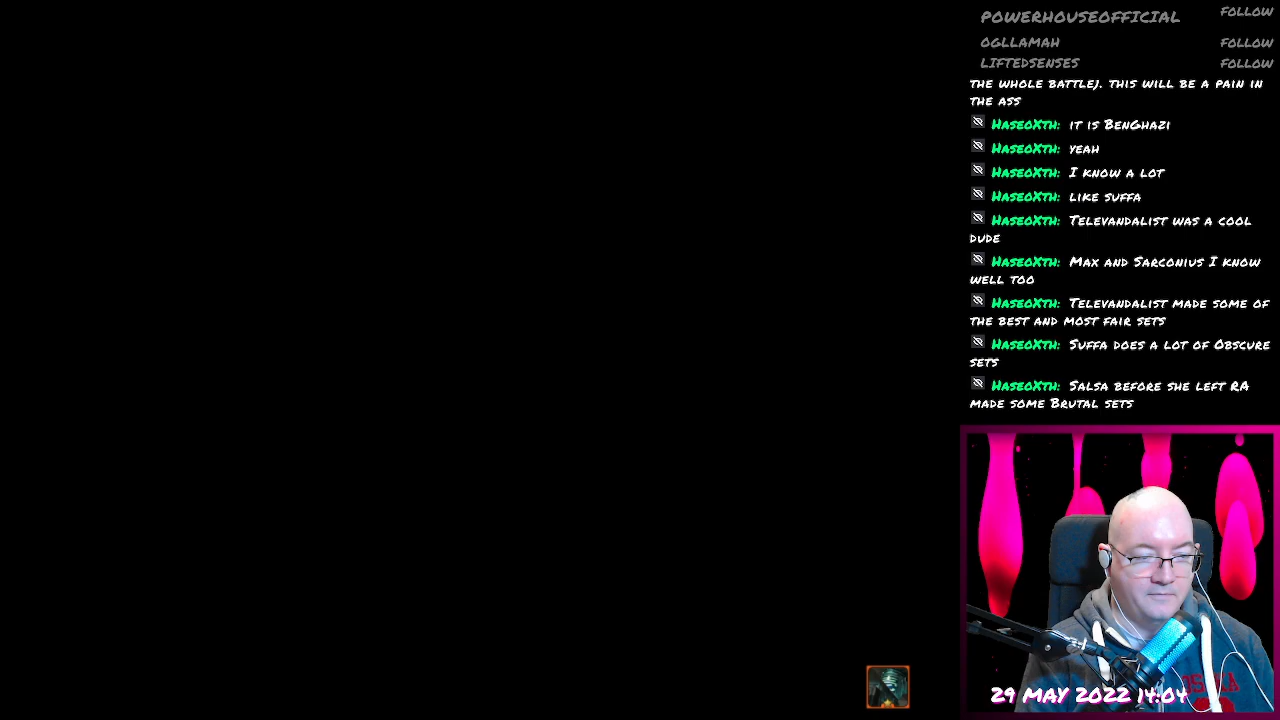 POWERHOUSEOFFICIAL FOLLOW
OGLLAMAH FOLLOW
LIFTEDSENSES FOLLOW
THE WHOLE BATTLE). THIS WILL BE A PAIN IN
THE ASS
HaseoXth: it is BenGhazi
HaseoXth: yeah
HaseoXth: I know a lot
HaseoXth: like suffa
HaseoXth: Televandalist was a cool
dude
HaseoXth: Max and Sarconius I know
well too
HaseoXth: Televandalist made some of
the best and most fair sets
HaseoXth: Suffa does a lot of Obscure
sets
HaseoXth: Salsa before she left RA
made some Brutal sets
29 MAY 2022 14:04